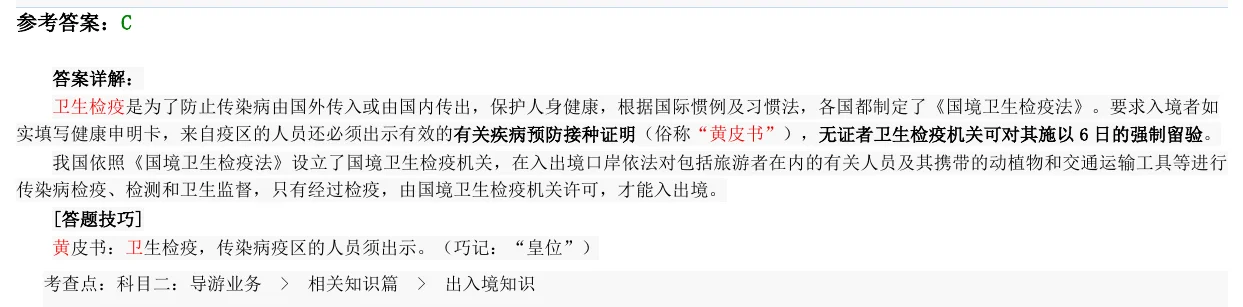 参考答案：C
答案详解：
卫生检疫是为了防止传染病由国外传入或由国内传出，保护人身健康，根据国际惯例及习惯法，各国都制定了《国境卫生检疫法》。要求入境者如
实填写健康申明卡，来自疫区的人员还必须出示有效的有关疾病预防接种证明（俗称“黄皮书”），无证者卫生检疫机关可对其施以 6 日的强制留验。
我国依照《国境卫生检疫法》设立了国境卫生检疫机关，在入出境口岸依法对包括旅游者在内的有关人员及其携带的动植物和交通运输工具等进行
传染病检疫、检测和卫生监督，只有经过检疫，由国境卫生检疫机关许可，才能入出境。
[答题技巧]
黄皮书：卫生检疫，传染病疫区的人员须出示。（巧记：“皇位”）
考查点：科目二：导游业务 > 相关知识篇 > 出入境知识